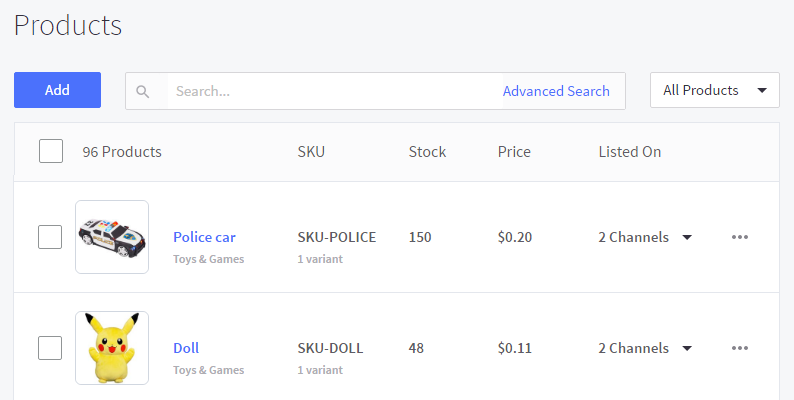 Products
Add
Search...
Advanced Search
All Products
96 Products SKU Stock Price Listed On
Police car SKU-POLICE 150 $0.20 2 Channels
Toys & Games 1 variant
Doll SKU-DOLL 48 $0.11 2 Channels
Toys & Games 1 variant